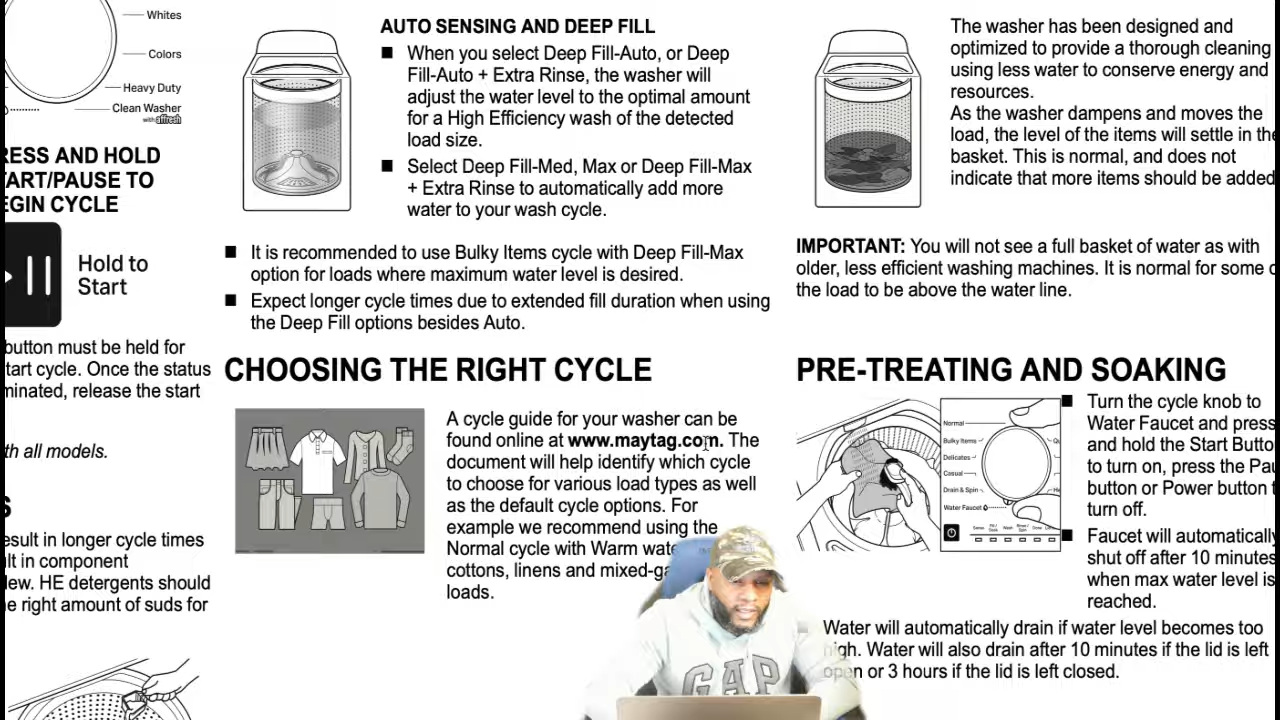 Whites
Colors
Heavy Duty
Clean Washer
with affresh
RESS AND HOLD
TART/PAUSE TO
EGIN CYCLE
Hold to
Start
button must be held for
tart cycle. Once the status
minated, release the start
th all models.
S
esult in longer cycle times
ult in component
lew. HE detergents should
e right amount of suds for
AUTO SENSING AND DEEP FILL
■ When you select Deep Fill-Auto, or Deep
Fill-Auto + Extra Rinse, the washer will
adjust the water level to the optimal amount
for a High Efficiency wash of the detected
load size.
■ Select Deep Fill-Med, Max or Deep Fill-Max
+ Extra Rinse to automatically add more
water to your wash cycle.
■ It is recommended to use Bulky Items cycle with Deep Fill-Max
option for loads where maximum water level is desired.
■ Expect longer cycle times due to extended fill duration when using
the Deep Fill options besides Auto.
CHOOSING THE RIGHT CYCLE
A cycle guide for your washer can be
found online at www.maytag.com. The
document will help identify which cycle
to choose for various load types as well
as the default cycle options. For
example we recommend using the
Normal cycle with Warm wate
cottons, linens and mixed-ga
loads.
The washer has been designed and
optimized to provide a thorough cleaning
using less water to conserve energy and
resources.
As the washer dampens and moves the
load, the level of the items will settle in the
basket. This is normal, and does not
indicate that more items should be added
IMPORTANT: You will not see a full basket of water as with
older, less efficient washing machines. It is normal for some o
the load to be above the water line.
PRE-TREATING AND SOAKING
Normal
Bulky Items
Delicates
Casual
Drain & Spin
Water Faucet
■ Turn the cycle knob to
Water Faucet and press
and hold the Start Butto
to turn on, press the Pau
button or Power button t
turn off.
■ Faucet will automatically
shut off after 10 minutes
when max water level is
reached.
Water will automatically drain if water level becomes too
high. Water will also drain after 10 minutes if the lid is left
open or 3 hours if the lid is left closed.
GAP